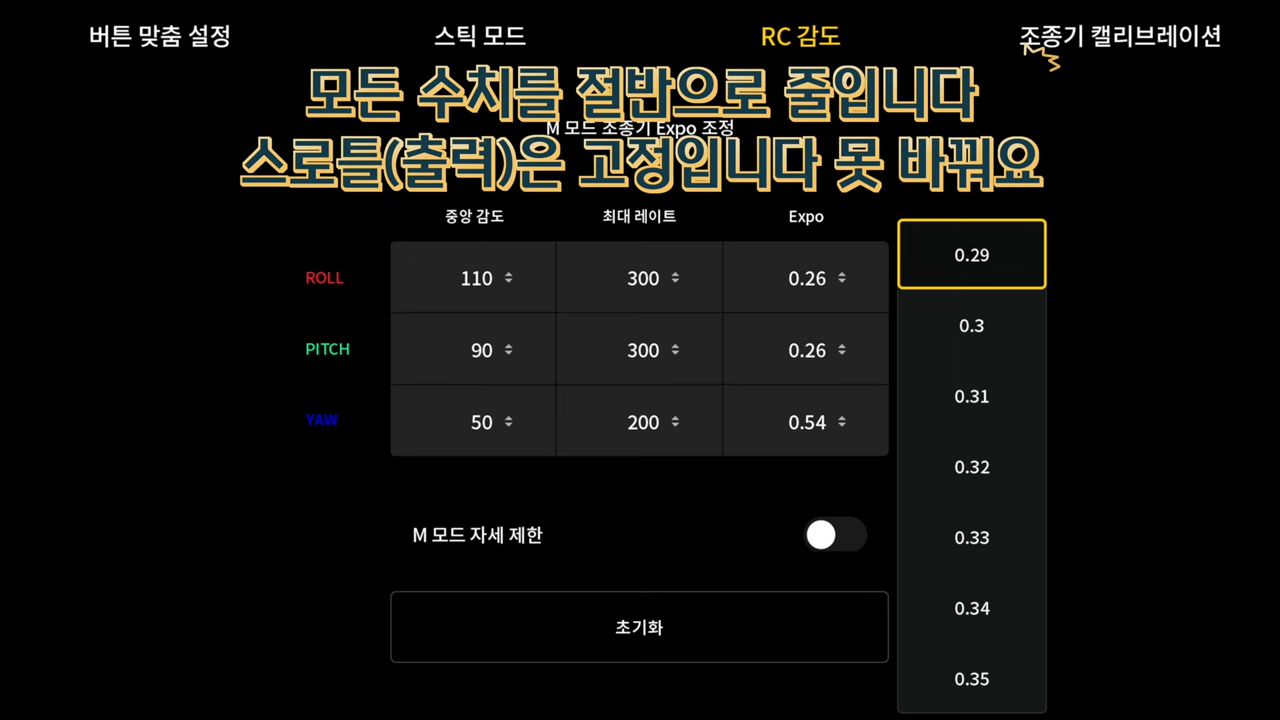 버튼 맞춤 설정
스틱 모드
RC 감도
조종기 캘리브레이션
모든 수치를 절반으로 줄입니다
M 모드 조종기 Expo 조정
스로틀(출력)은 고정입니다 못 바꿔요
중앙 감도 최대 레이트 Expo
ROLL 110 300 0.26
PITCH 90 300 0.26
YAW 50 200 0.54
0.29
0.3
0.31
0.32
0.33
0.34
0.35
M 모드 자세 제한
초기화